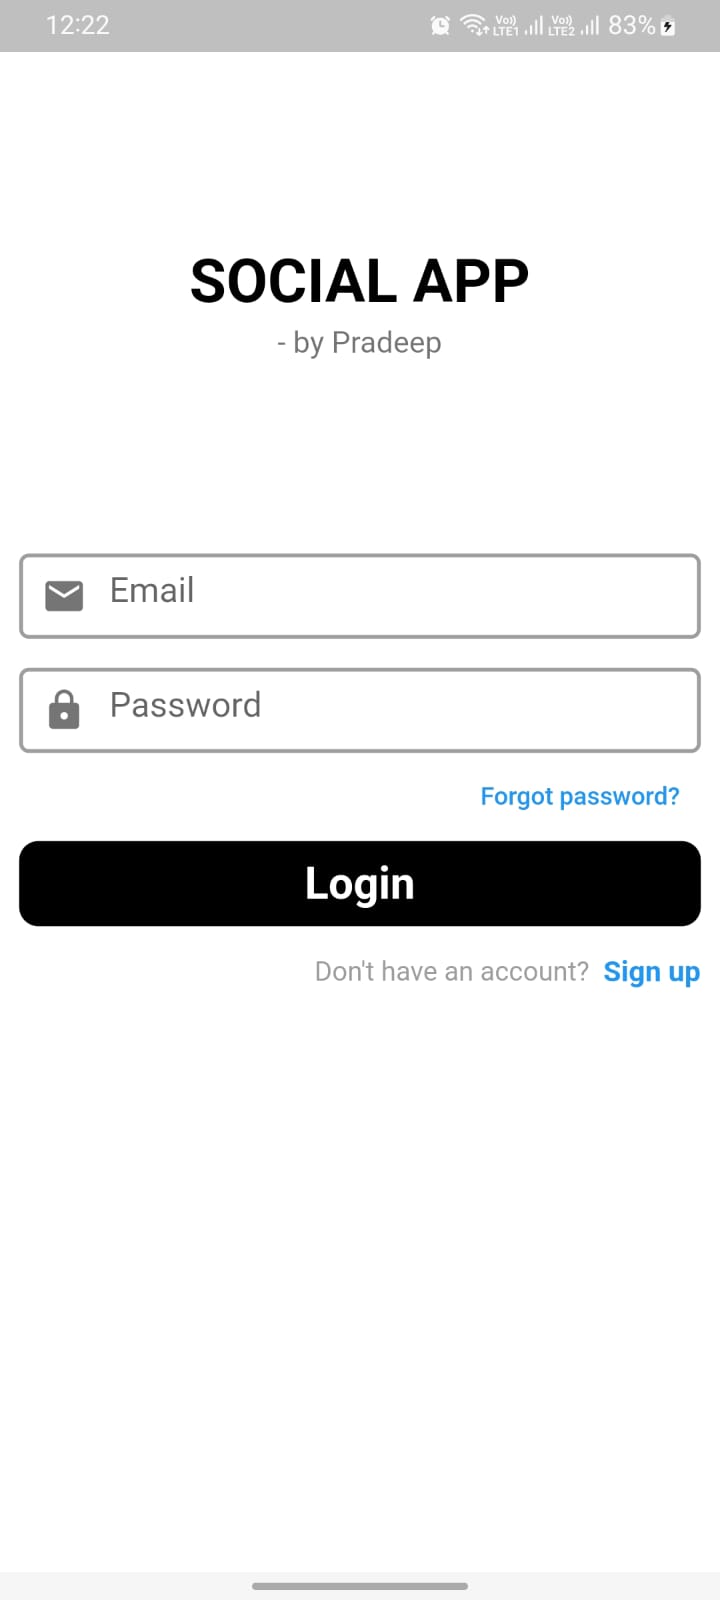 12:22 Vo) LTE1 Vo) LTE2 83%
SOCIAL APP
- by Pradeep
Email
Password
Forgot password?
Login
Don't have an account? Sign up